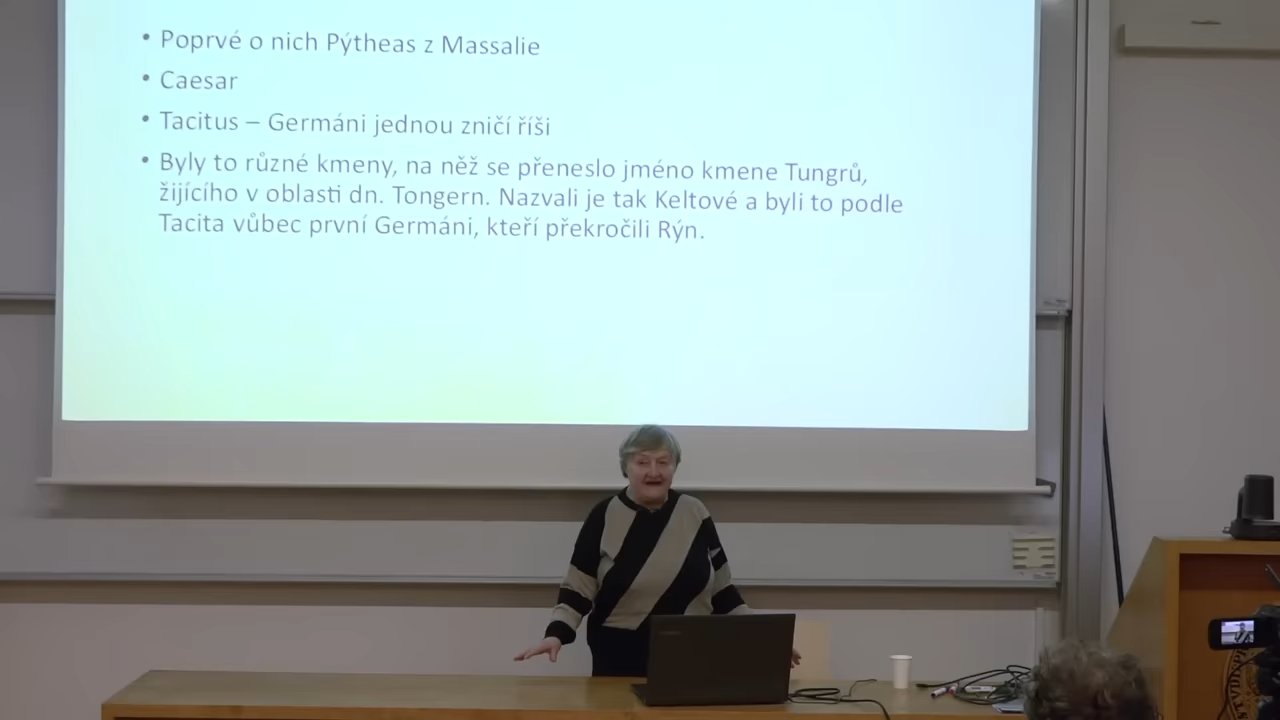 • Poprvé o nich Pýtheas z Massalie
• Caesar
• Tacitus – Germáni jednou zničí říši
• Byly to různé kmeny, na něž se přeneslo jméno kmene Tungrů,
žijícího v oblasti dn. Tongern. Nazvali je tak Keltové a byli to podle
Tacita vůbec první Germáni, kteří překročili Rýn.